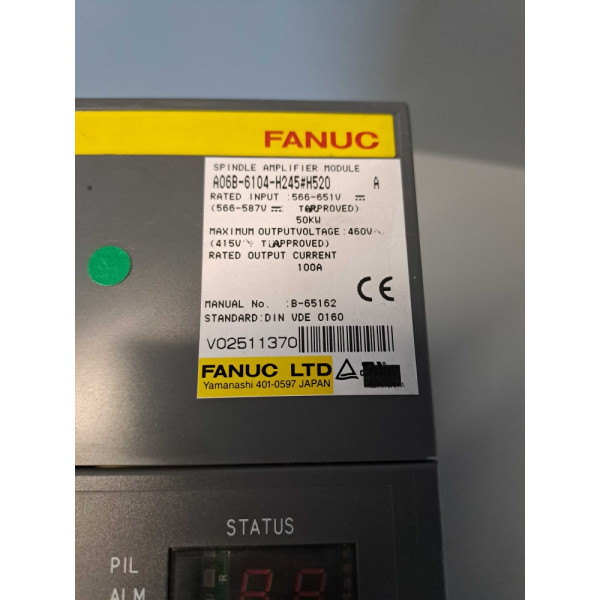 FANUC
SPINDLE AMPLIFIER MODULE
A06B-6104-H245#H520 A
RATED INPUT :566-651V ⎓
(566-587V ⎓ APPROVED)
50KW
MAXIMUM OUTPUTVOLTAGE:460V~
(415V~ APPROVED)
RATED OUTPUT CURRENT
100A
MANUAL No. :B-65162
CE
STANDARD:DIN VDE 0160
V02511370
FANUC LTD
Yamanashi 401-0597 JAPAN
STATUS
PIL
ALM